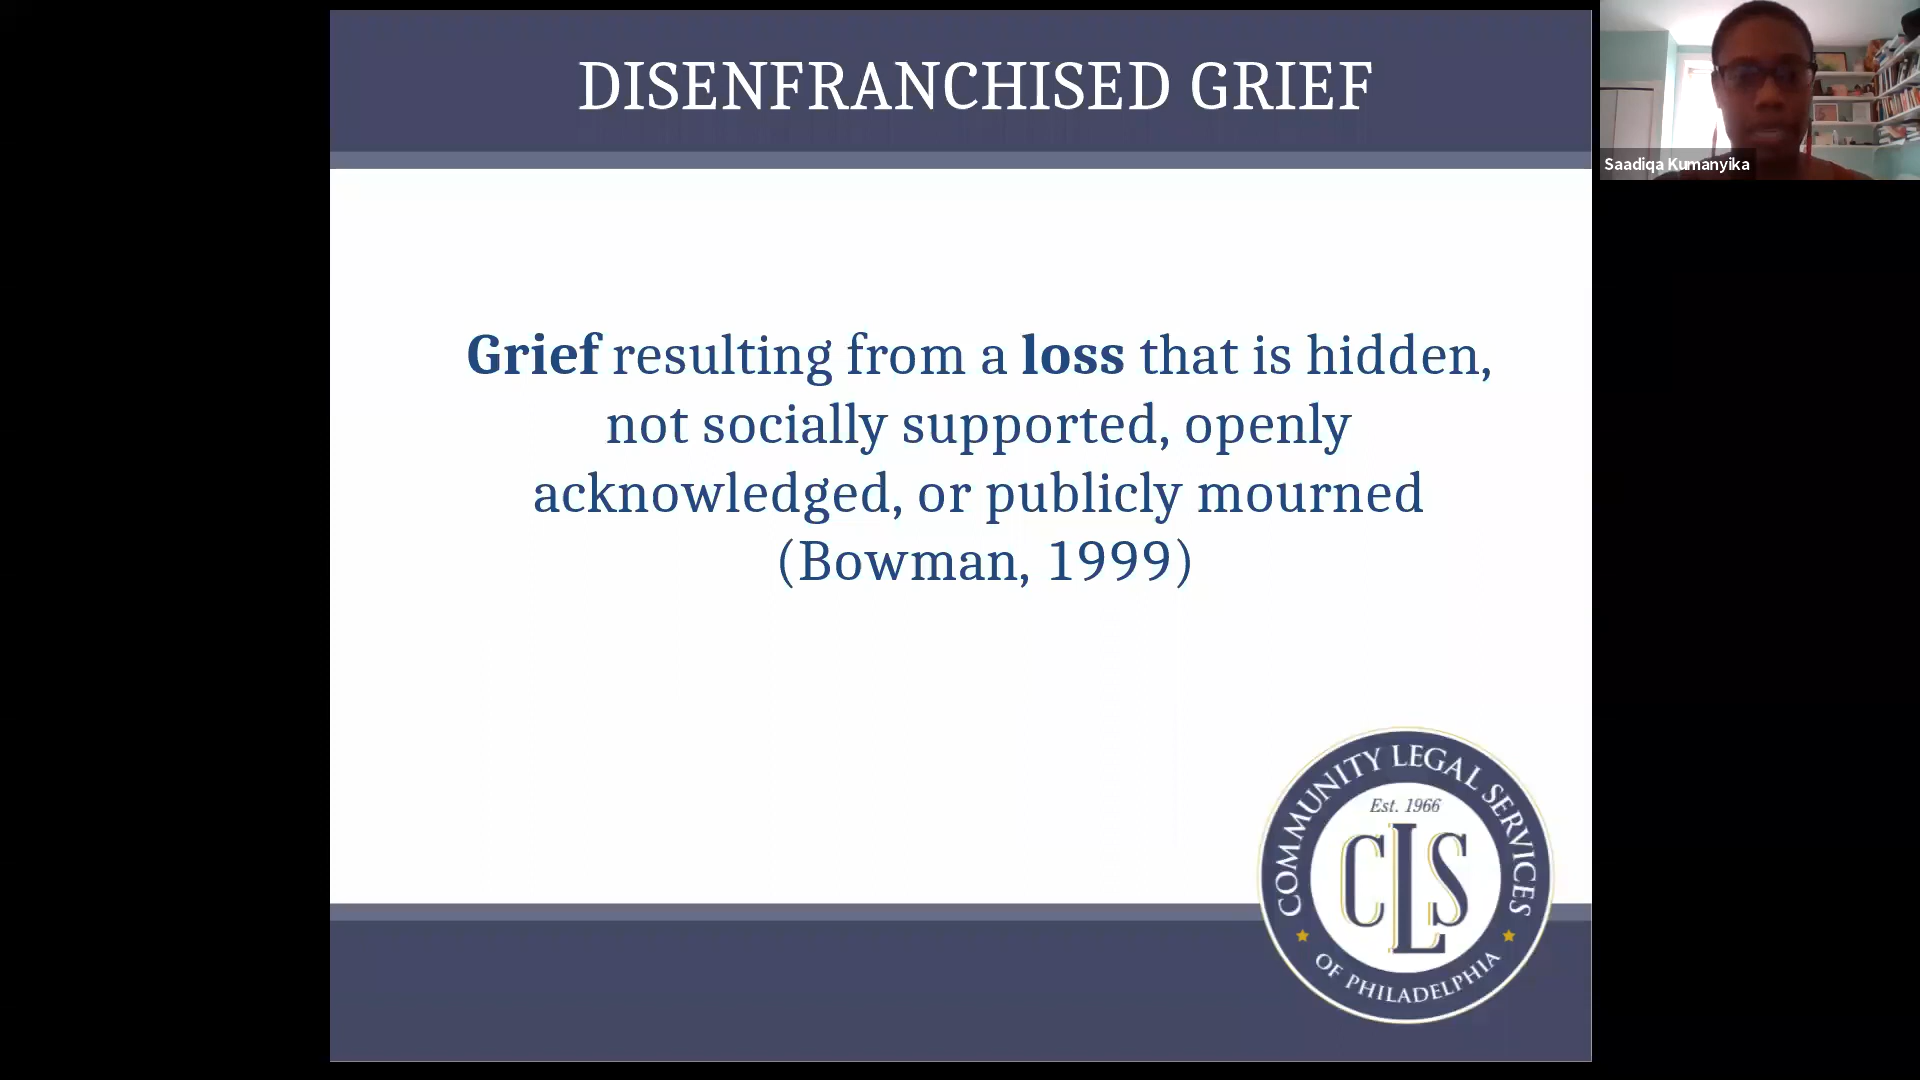 DISENFRANCHISED GRIEF
Saadiqa Kumanyika
Grief resulting from a loss that is hidden,
not socially supported, openly
acknowledged, or publicly mourned
(Bowman, 1999)
COMMUNITY LEGAL SERVICES
Est. 1966
CLS
OF PHILADELPHIA